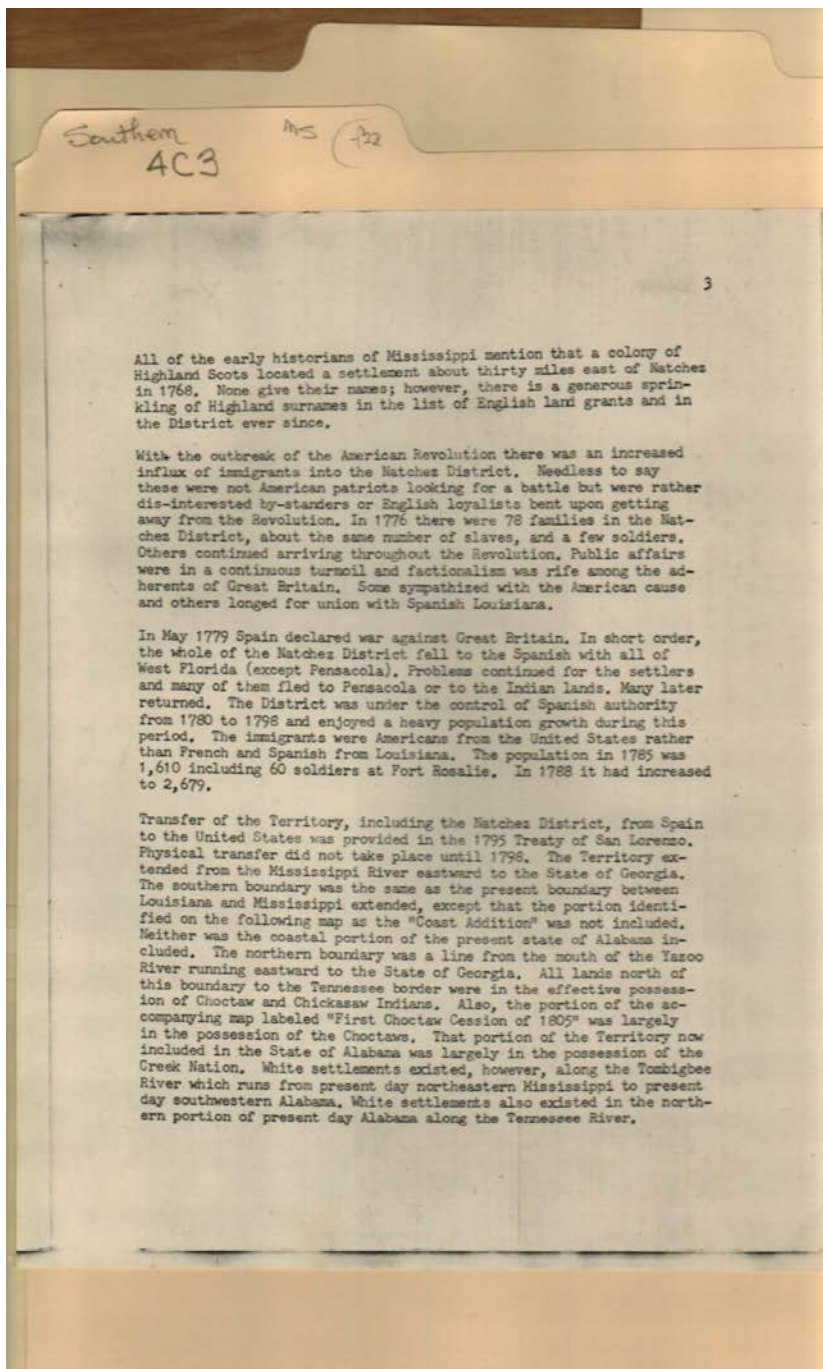 Southern
MS
4C3
3
All of the early historians of Mississippi mention that a colony of
Highland Scots located a settlement about thirty miles east of Natchez
in 1768. None give their names; however, there is a generous sprin-
kling of Highland surnames in the list of English land grants and in
the District ever since.
With the outbreak of the American Revolution there was an increased
influx of immigrants into the Natchez District. Needless to say
these were not American patriots looking for a battle but were rather
dis-interested by-standers or English loyalists bent upon getting
away from the Revolution. In 1776 there were 78 families in the Nat-
chez District, about the same number of slaves, and a few soldiers.
Others continued arriving throughout the Revolution. Public affairs
were in a continuous turmoil and factionalism was rife among the ad-
herents of Great Britain. Some sympathized with the American cause
and others longed for union with Spanish Louisiana.
In May 1779 Spain declared war against Great Britain. In short order,
the whole of the Natchez District fell to the Spanish with all of
West Florida (except Pensacola). Problems continued for the settlers
and many of them fled to Pensacola or to the Indian lands. Many later
returned. The District was under the control of Spanish authority
from 1780 to 1798 and enjoyed a heavy population growth during this
period. The immigrants were Americans from the United States rather
than French and Spanish from Louisiana. The population in 1785 was
1,610 including 60 soldiers at Fort Rosalie. In 1788 it had increased
to 2,679.
Transfer of the Territory, including the Natchez District, from Spain
to the United States was provided in the 1795 Treaty of San Lorenzo.
Physical transfer did not take place until 1798. The Territory ex-
tended from the Mississippi River eastward to the State of Georgia.
The southern boundary was the same as the present boundary between
Louisiana and Mississippi extended, except that the portion identi-
fied on the following map as the "Coast Addition" was not included.
Neither was the coastal portion of the present state of Alabama in-
cluded. The northern boundary was a line from the mouth of the Yazoo
River running eastward to the State of Georgia. All lands north of
this boundary to the Tennessee border were in the effective possess-
ion of Choctaw and Chickasaw Indians. Also, the portion of the ac-
companying map labeled "First Choctaw Cession of 1805" was largely
in the possession of the Choctaws. That portion of the Territory now
included in the State of Alabama was largely in the possession of the
Creek Nation. White settlements existed, however, along the Tombigbee
River which runs from present day northeastern Mississippi to present
day southwestern Alabama. White settlements also existed in the north-
ern portion of present day Alabama along the Tennessee River.